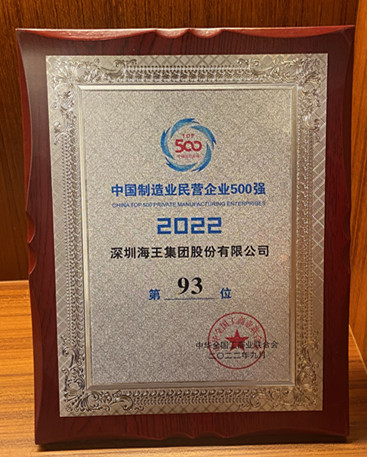 TOP
500
中国制造业民营企业500强
CHINA TOP 500 PRIVATE MANUFACTURING ENTERPRISES
2022
深圳海王集团股份有限公司
第 93 位
中华全国工商业联合会
二〇二二年九月